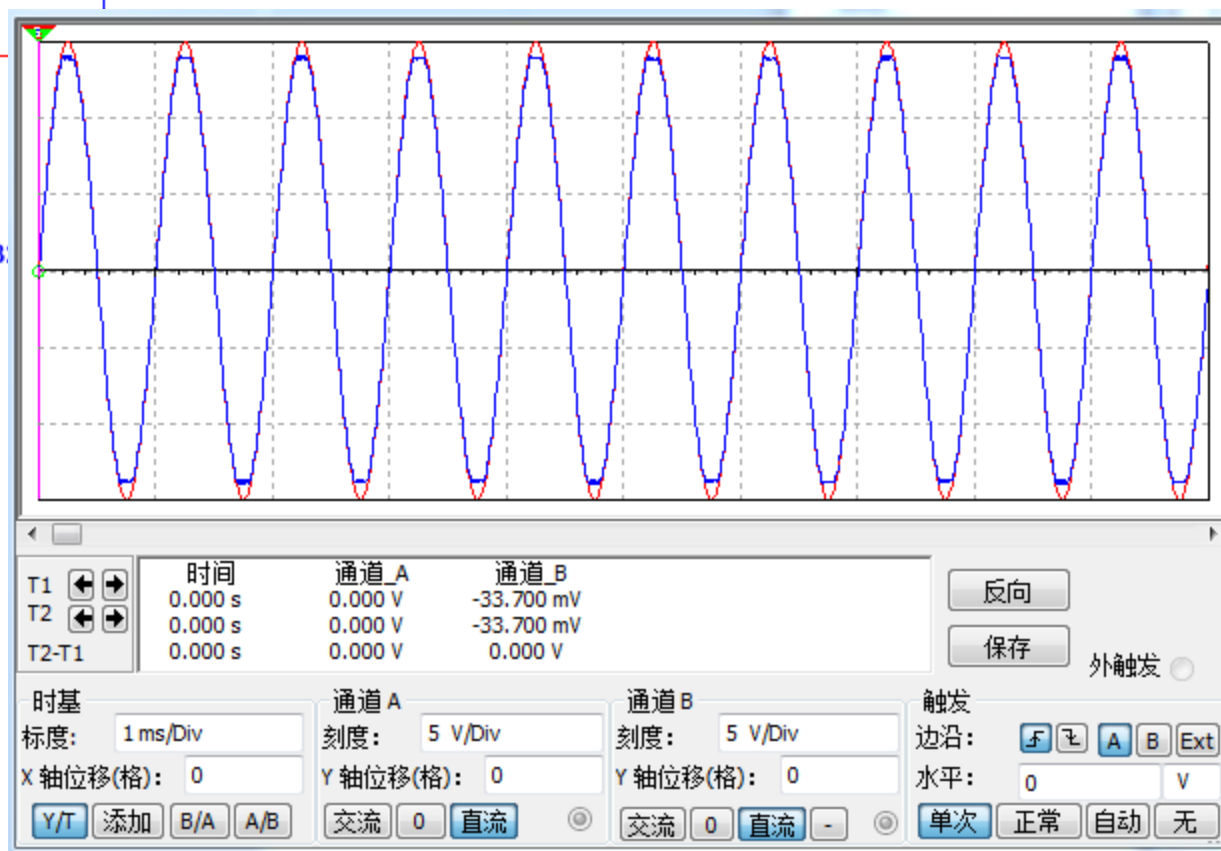 时间 通道_A 通道_B
T1 0.000 s 0.000 V -33.700 mV
T2 0.000 s 0.000 V -33.700 mV
T2-T1 0.000 s 0.000 V 0.000 V
反向
保存
外触发
时基
标度: 1 ms/Div
X 轴位移(格): 0
Y/T 添加 B/A A/B
通道 A
刻度: 5 V/Div
Y 轴位移(格): 0
交流 0 直流
通道 B
刻度: 5 V/Div
Y 轴位移(格): 0
交流 0 直流 -
触发
边沿: A B Ext
水平: 0 V
单次 正常 自动 无